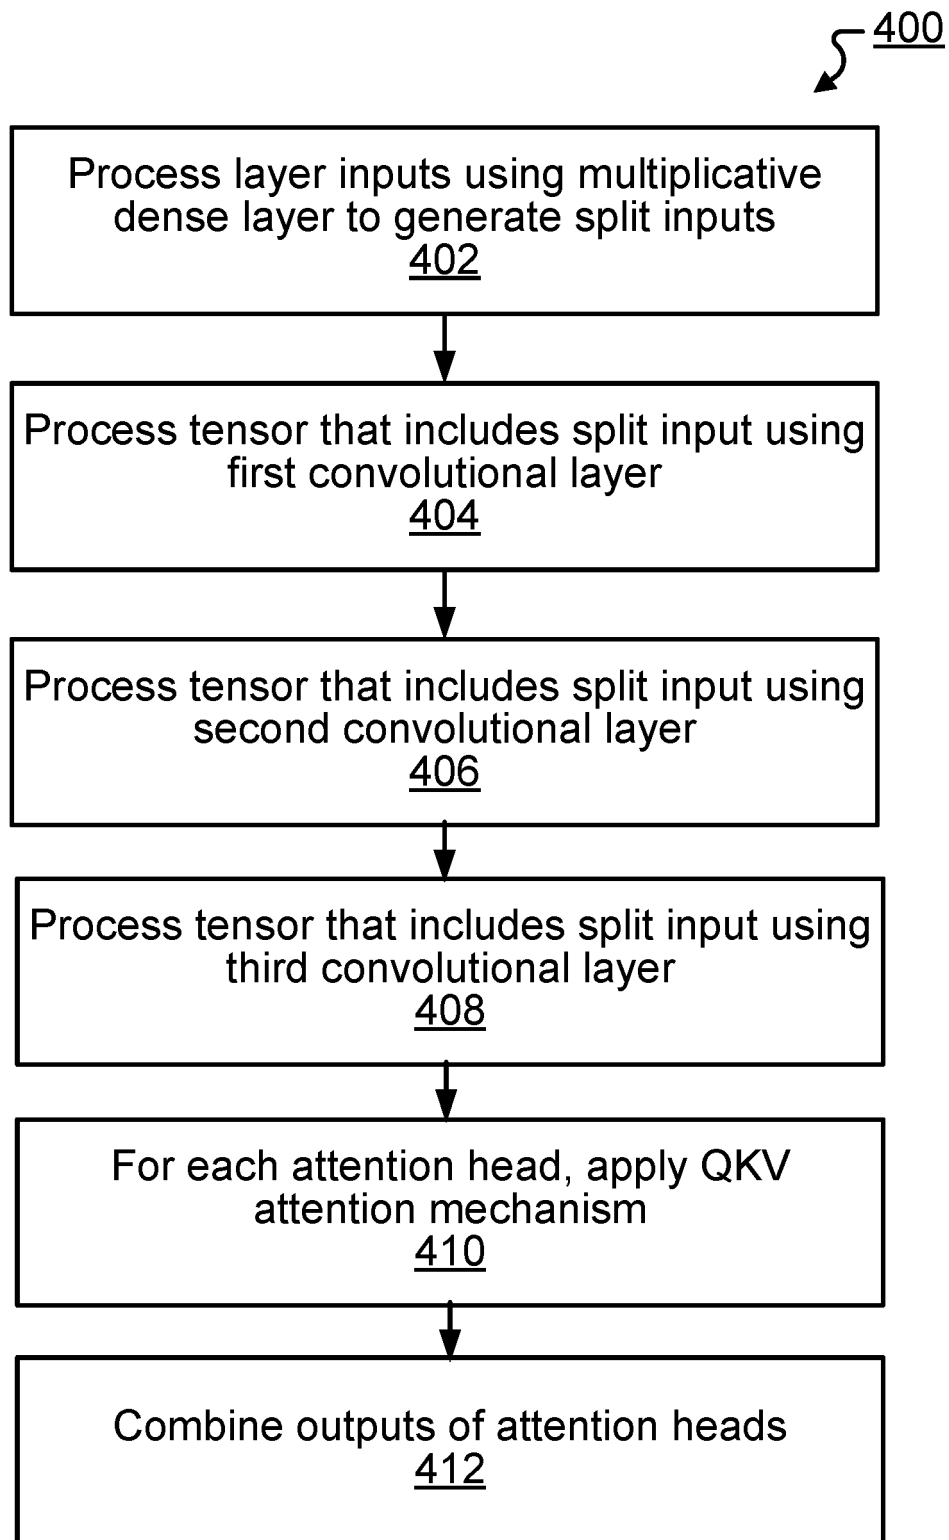 400
Process layer inputs using multiplicative
dense layer to generate split inputs
402
Process tensor that includes split input using
first convolutional layer
404
Process tensor that includes split input using
second convolutional layer
406
Process tensor that includes split input using
third convolutional layer
408
For each attention head, apply QKV
attention mechanism
410
Combine outputs of attention heads
412